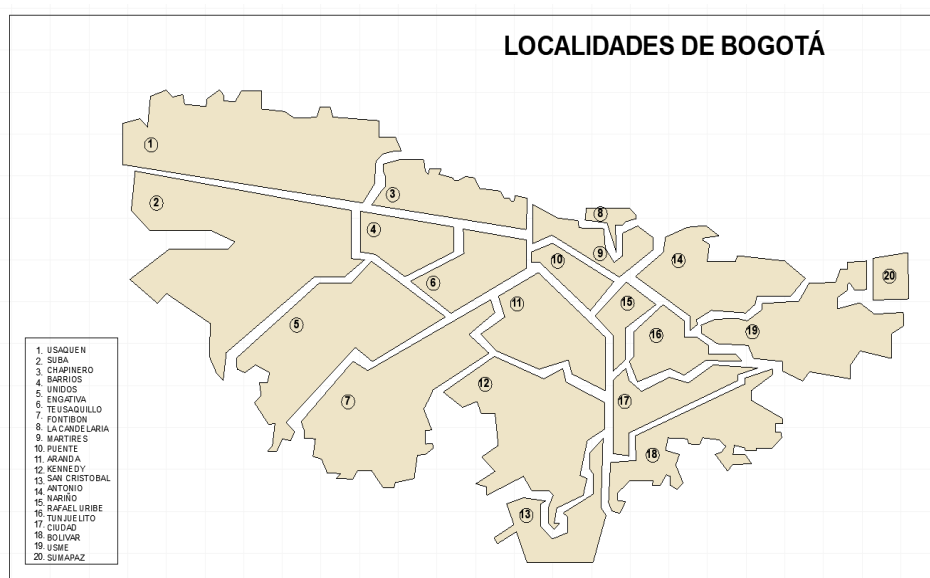 LOCALIDADES DE BOGOTÁ
1
2
3
4
5
6
7
8
9
10
11
12
13
14
15
16
17
18
19
20
1. USAQUEN
2. SUBA
3. CHAPINERO
4. BARRIOS
5. UNIDOS
6. ENGATIVA
7. TEUSAQUILLO
8. FONTIBON
9. LA CANDELARIA
10. MARTIRES
11. PUENTE
12. ARANDA
13. KENNEDY
14. SAN CRISTOBAL
15. ANTONIO
16. NARIÑO
17. RAFAEL URIBE
18. TUNJUELITO
19. CIUDAD
20. BOLIVAR
USME
SUMAPAZ